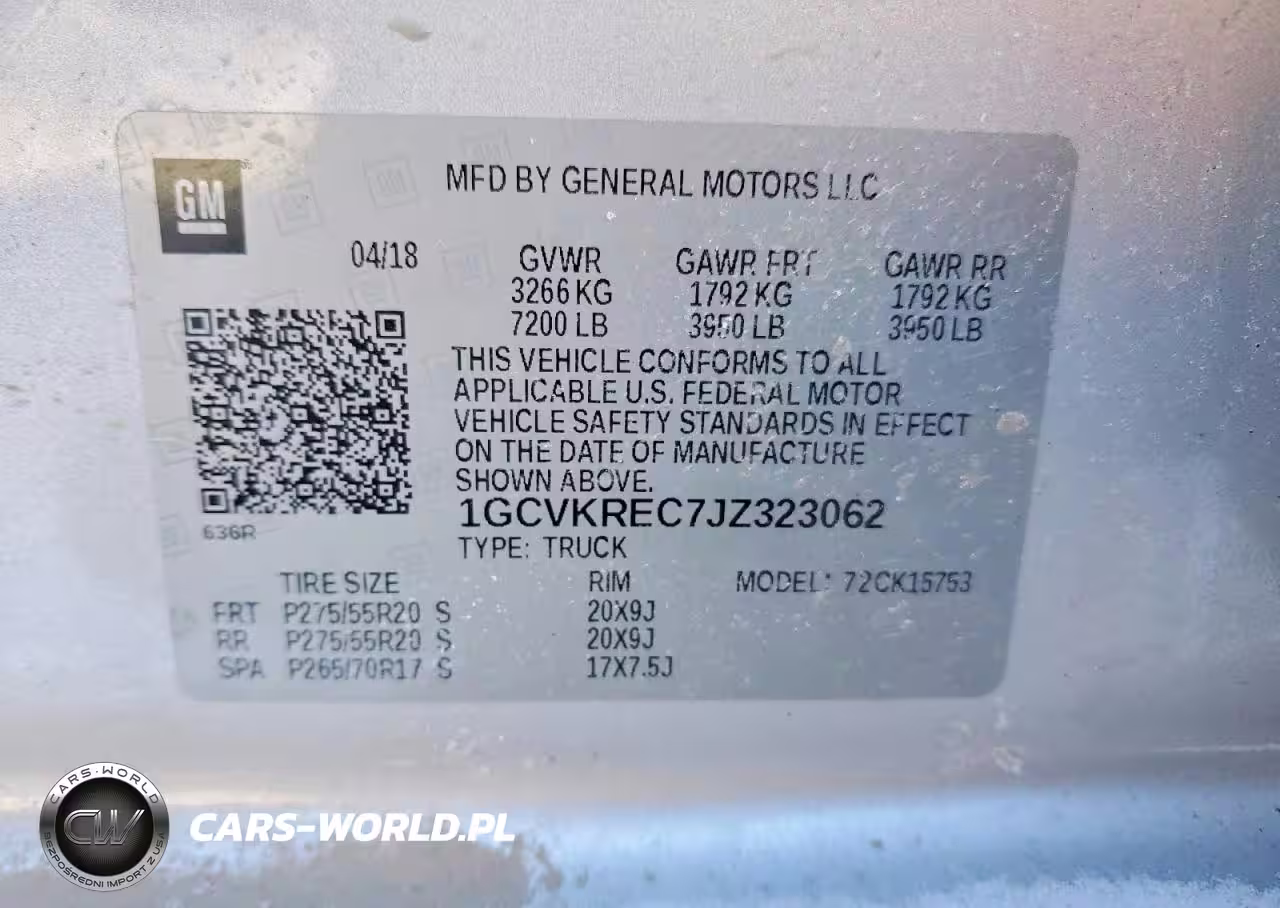 GM
MFD BY GENERAL MOTORS LLC
04/18 GVWR GAWR FRT GAWR RR
3266 KG 1792 KG 1792 KG
7200 LB 3950 LB 3950 LB
THIS VEHICLE CONFORMS TO ALL
APPLICABLE U.S. FEDERAL MOTOR
VEHICLE SAFETY STANDARDS IN EFFECT
ON THE DATE OF MANUFACTURE
SHOWN ABOVE.
1GCVKREC7JZ323062
636R
TYPE: TRUCK
TIRE SIZE RIM MODEL: 72CK15753
FRT P275/55R20 S 20X9J
RR P275/55R20 S 20X9J
SPA P265/70R17 S 17X7.5J
CARS-WORLD
CW
BEZPOŚREDNI IMPORT Z USA
CARS-WORLD.PL